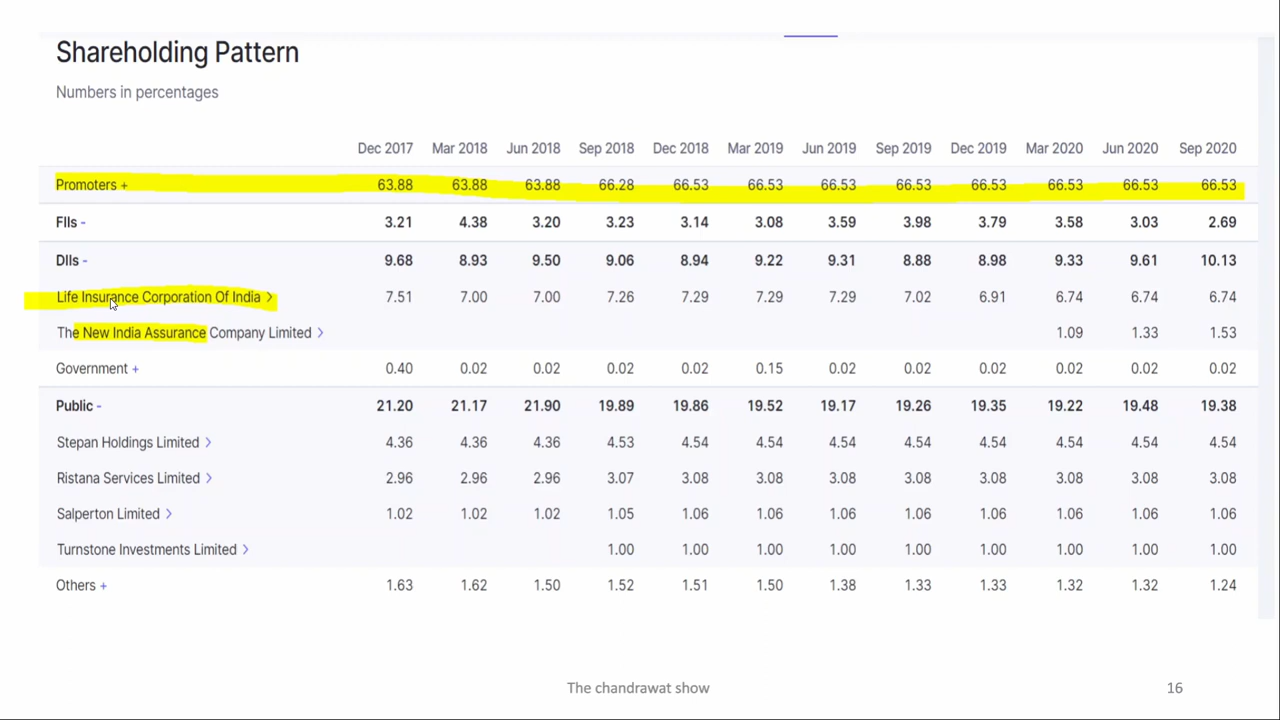 Shareholding Pattern
Numbers in percentages
Dec 2017 Mar 2018 Jun 2018 Sep 2018 Dec 2018 Mar 2019 Jun 2019 Sep 2019 Dec 2019 Mar 2020 Jun 2020 Sep 2020
Promoters + 63.88 63.88 63.88 66.28 66.53 66.53 66.53 66.53 66.53 66.53 66.53 66.53
FIIs - 3.21 4.38 3.20 3.23 3.14 3.08 3.59 3.98 3.79 3.58 3.03 2.69
DIIs - 9.68 8.93 9.50 9.06 8.94 9.22 9.31 8.88 8.98 9.33 9.61 10.13
Life Insurance Corporation Of India > 7.51 7.00 7.00 7.26 7.29 7.29 7.29 7.02 6.91 6.74 6.74 6.74
The New India Assurance Company Limited > 1.09 1.33 1.53
Government + 0.40 0.02 0.02 0.02 0.02 0.15 0.02 0.02 0.02 0.02 0.02 0.02
Public - 21.20 21.17 21.90 19.89 19.86 19.52 19.17 19.26 19.35 19.22 19.48 19.38
Stepan Holdings Limited > 4.36 4.36 4.36 4.53 4.54 4.54 4.54 4.54 4.54 4.54 4.54 4.54
Ristana Services Limited > 2.96 2.96 2.96 3.07 3.08 3.08 3.08 3.08 3.08 3.08 3.08 3.08
Salperton Limited > 1.02 1.02 1.02 1.05 1.06 1.06 1.06 1.06 1.06 1.06 1.06 1.06
Turnstone Investments Limited > 1.00 1.00 1.00 1.00 1.00 1.00 1.00 1.00 1.00
Others + 1.63 1.62 1.50 1.52 1.51 1.50 1.38 1.33 1.33 1.32 1.32 1.24
The chandrawat show
16